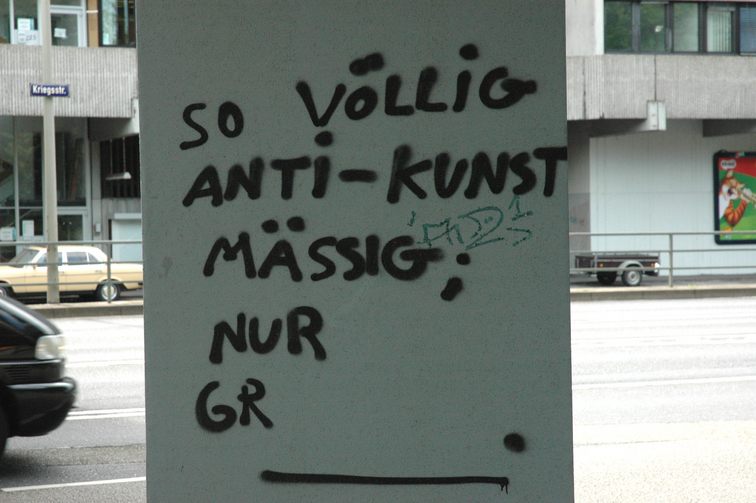 Kriegsstr.
SO VÖLLiG
ANTi-KUNST
MÄSSIG;
NUR
GR